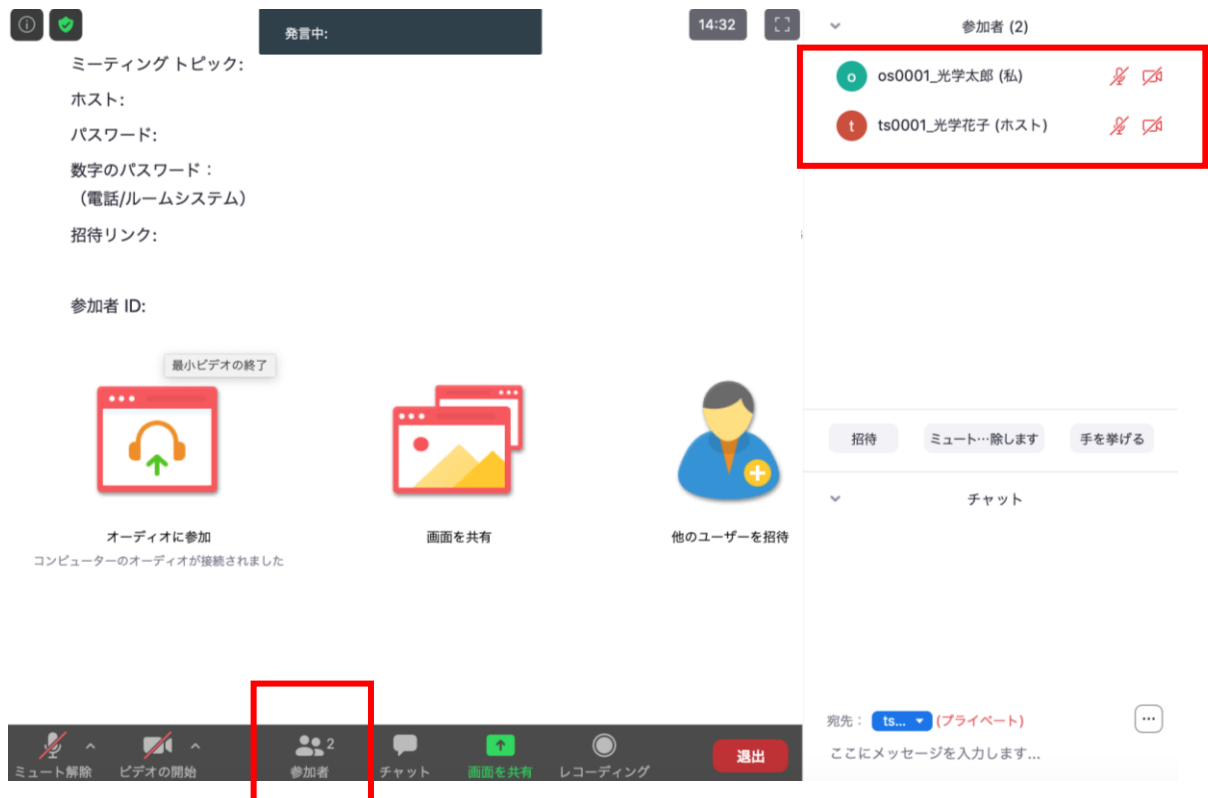 発言中:
14:32
ミーティング トピック:
ホスト:
パスワード:
数字のパスワード：
（電話/ルームシステム）
招待リンク:
参加者 ID:
最小ビデオの終了
オーディオに参加
コンピューターのオーディオが接続されました
画面を共有
他のユーザーを招待
ミュート解除
ビデオの開始
2
参加者
チャット
画面を共有
レコーディング
退出
参加者 (2)
o os0001_光学太郎 (私)
t ts0001_光学花子 (ホスト)
招待
ミュート…除します
手を挙げる
チャット
宛先： ts... (プライベート)
ここにメッセージを入力します...